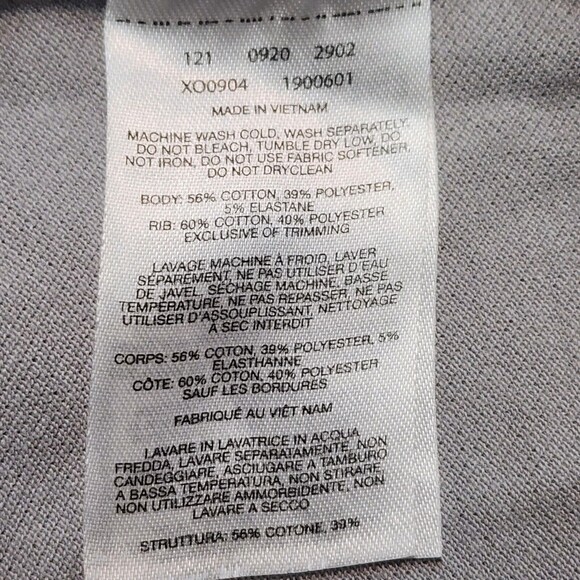 121 0920 2902
XO0904 1900601
MADE IN VIETNAM
MACHINE WASH COLD, WASH SEPARATELY,
DO NOT BLEACH, TUMBLE DRY LOW, DO
NOT IRON, DO NOT USE FABRIC SOFTENER,
DO NOT DRYCLEAN
BODY: 56% COTTON, 39% POLYESTER,
5% ELASTANE
RIB: 60% COTTON, 40% POLYESTER
EXCLUSIVE OF TRIMMING
LAVAGE MACHINE À FROID, LAVER
SÉPAREMENT, NE PAS UTILISER D'EAU
DE JAVEL, SÉCHAGE MACHINE, BASSE
TEMPÉRATURE, NE PAS REPASSER, NE PAS
UTILISER D'ASSOUPLISSANT, NETTOYAGE
À SEC INTERDIT
CORPS: 56% COTON, 39% POLYESTER, 5%
ELASTHANNE
CÔTE: 60% COTON, 40% POLYESTER
SAUF LES BORDURES
FABRIQUÉ AU VIÊT NAM
LAVARE IN LAVATRICE IN ACQUA
FREDDA, LAVARE SEPARATAMENTE, NON
CANDEGGIARE, ASCIUGARE A TAMBURO
A BASSA TEMPERATURA, NON STIRARE,
NON UTILIZZARE AMMORBIDENTE, NON
LAVARE A SECCO
STRUTTURA: 56% COTONE, 39%